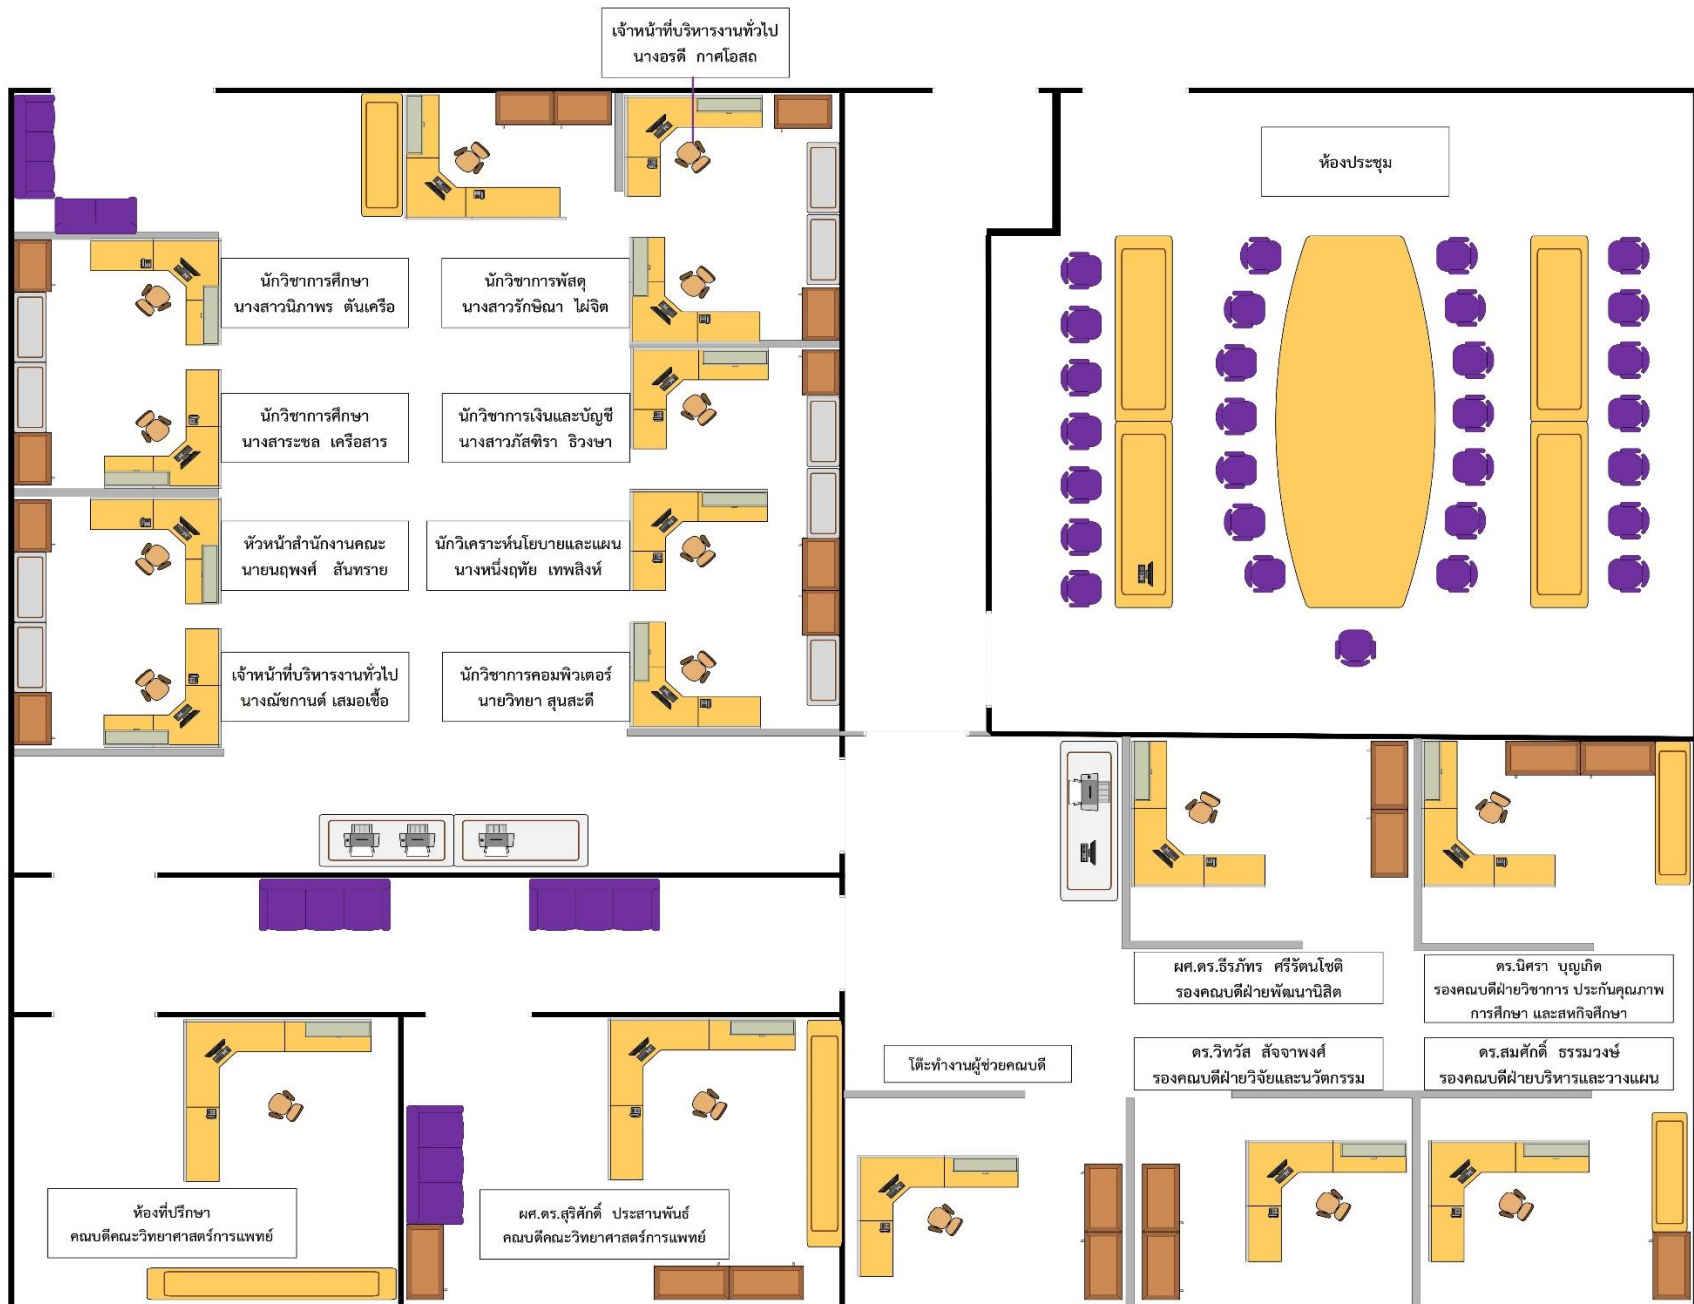 เจ้าหน้าที่บริหารงานทั่วไป
นางอรดี กาศโอสถ
ห้องประชุม
นักวิชาการศึกษา
นางสาวนิภาพร ตันเครือ
นักวิชาการพัสดุ
นางสาวรักษิณา ไผ่จิต
นักวิชาการศึกษา
นางสาระชล เครือสาร
นักวิชาการเงินและบัญชี
นางสาวภัสฑิรา ธิวงษา
หัวหน้าสำนักงานคณะ
นายนฤพงศ์ สันทราย
นักวิเคราะห์นโยบายและแผน
นางหนึ่งฤทัย เทพสิงห์
เจ้าหน้าที่บริหารงานทั่วไป
นางณัชกานต์ เสมอเชื้อ
นักวิชาการคอมพิวเตอร์
นายวิทยา สุนสะดี
ผศ.ดร.ธีรภัทร ศรีรัตนโชติ
รองคณบดีฝ่ายพัฒนานิสิต
ดร.นิศรา บุญเกิด
รองคณบดีฝ่ายวิชาการ ประกันคุณภาพ
การศึกษา และสหกิจศึกษา
โต๊ะทำงานผู้ช่วยคณบดี
ดร.วิทวัส สัจจาพงศ์
รองคณบดีฝ่ายวิจัยและนวัตกรรม
ดร.สมศักดิ์ ธรรมวงษ์
รองคณบดีฝ่ายบริหารและวางแผน
ห้องที่ปรึกษา
คณบดีคณะวิทยาศาสตร์การแพทย์
ผศ.ดร.สุริศักดิ์ ประสานพันธ์
คณบดีคณะวิทยาศาสตร์การแพทย์